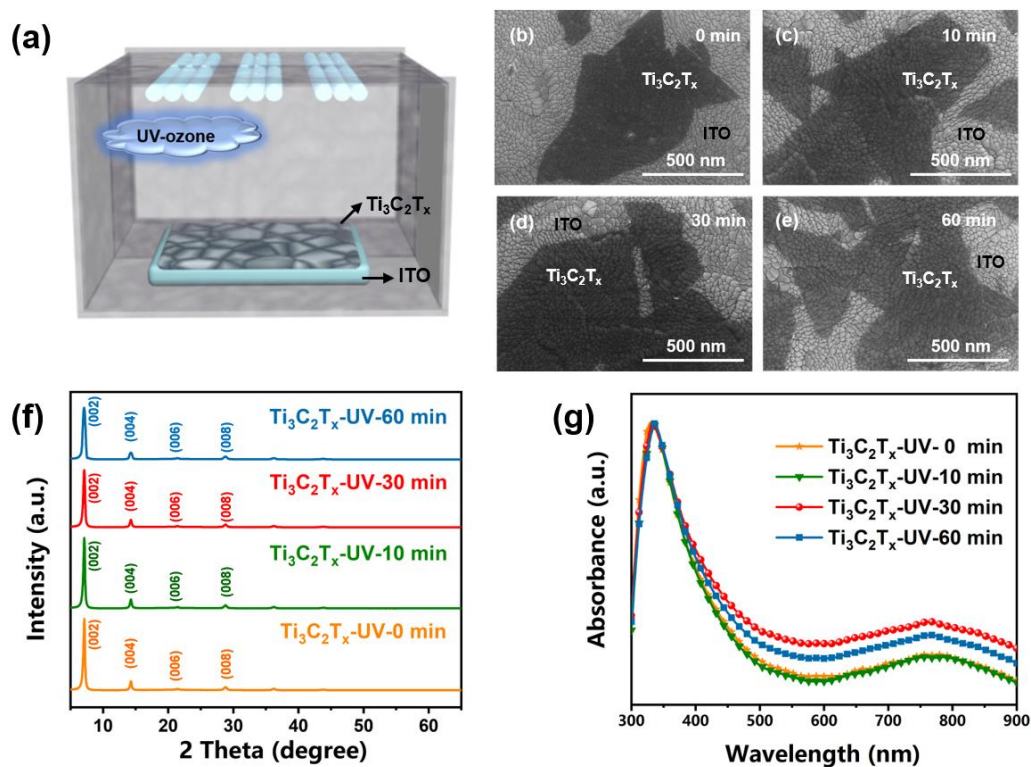 (a)
UV-ozone
Ti₃C₂Tₓ
ITO
(b)
0 min
Ti₃C₂Tₓ
ITO
500 nm
(c)
10 min
Ti₃C₂Tₓ
ITO
500 nm
(d)
30 min
ITO
Ti₃C₂Tₓ
500 nm
(e)
60 min
ITO
Ti₃C₂Tₓ
500 nm
(f)
Intensity (a.u.)
(002)
(004)
(006)
(008)
Ti₃C₂Tₓ-UV-60 min
(002)
(004)
(006)
(008)
Ti₃C₂Tₓ-UV-30 min
(002)
(004)
(006)
(008)
Ti₃C₂Tₓ-UV-10 min
(002)
(004)
(006)
(008)
Ti₃C₂Tₓ-UV-0 min
10 20 30 40 50 60
2 Theta (degree)
(g)
Absorbance (a.u.)
Ti₃C₂Tₓ-UV- 0 min
Ti₃C₂Tₓ-UV-10 min
Ti₃C₂Tₓ-UV-30 min
Ti₃C₂Tₓ-UV-60 min
300 400 500 600 700 800 900
Wavelength (nm)